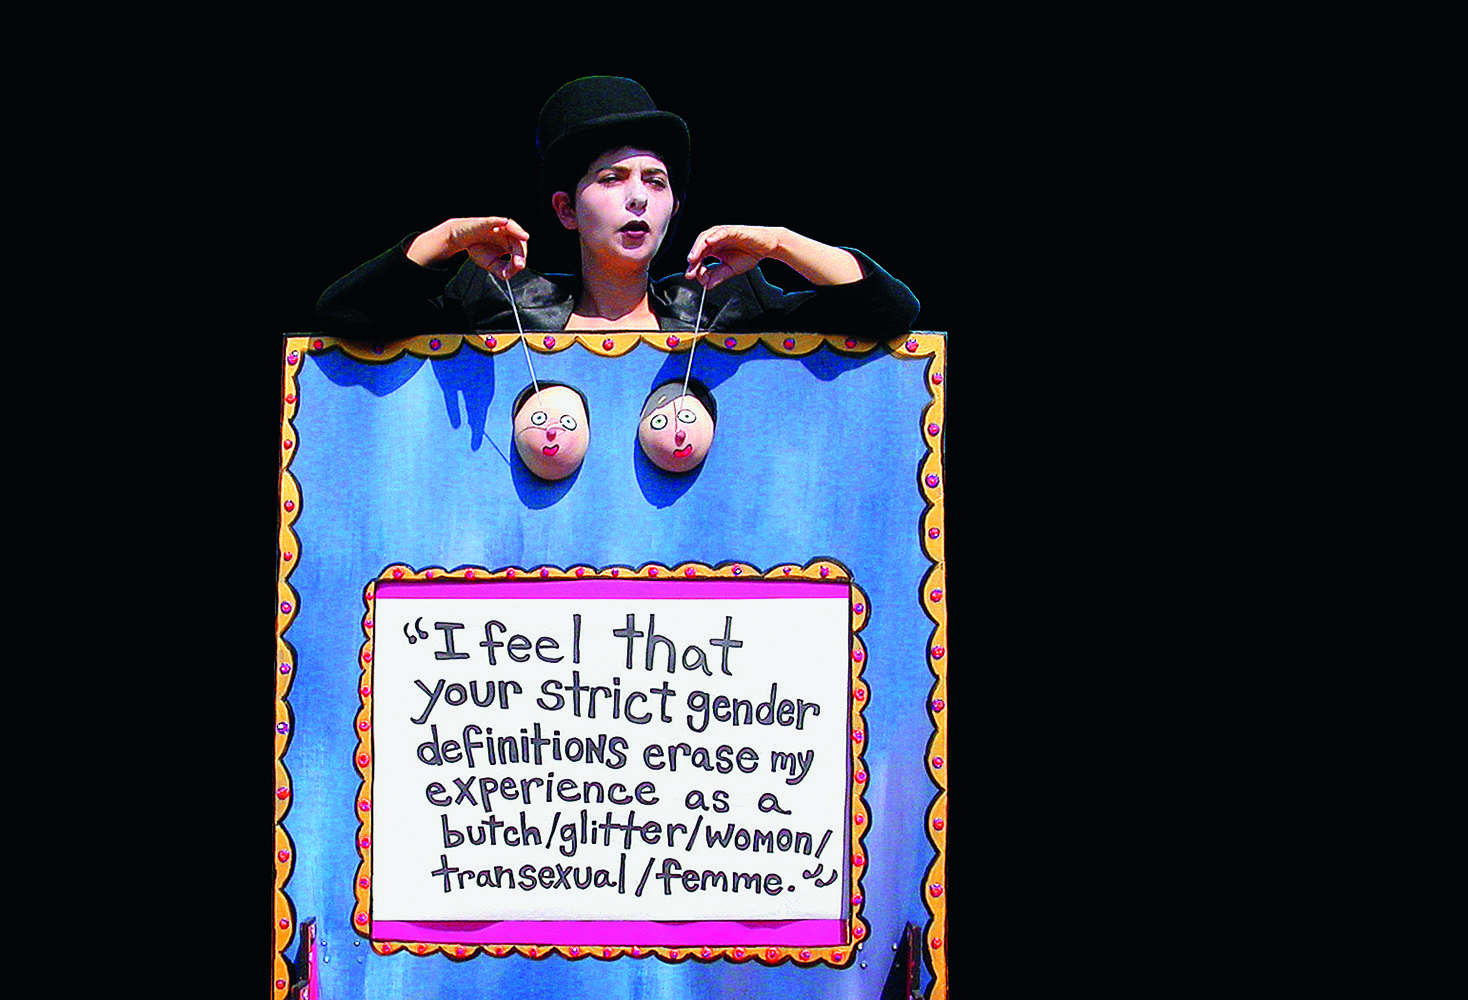 “I feel that
your strict gender
definitions erase my
experience as a
butch/glitter/womon/
transexual/femme.”